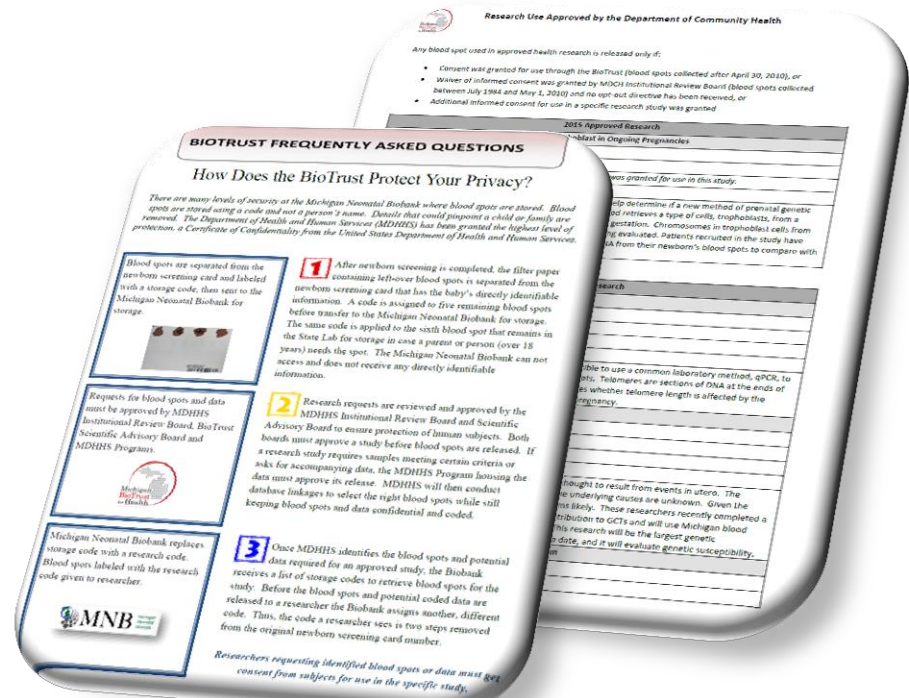 BIOTRUST FREQUENTLY ASKED QUESTIONS
How Does the BioTrust Protect Your Privacy?
There are many levels of security at the Michigan Neonatal Biobank where blood spots are stored. Blood
spots are stored using a code and not a person's name. Details that could pinpoint a child or family are
removed. The Department of Health and Human Services (MDHHS) has been granted the highest level of
protection, a Certificate of Confidentiality from the United States Department of Health and Human Services.
Blood spots are separated from the
newborn screening card and labeled
with a storage code, then sent to the
Michigan Neonatal Biobank for
storage.
1 After newborn screening is completed, the filter paper
containing left-over blood spots is separated from the
newborn screening card that has the baby's directly identifiable
information. A code is assigned to five remaining blood spots
before transfer to the Michigan Neonatal Biobank for storage.
The same code is applied to the sixth blood spot that remains in
the State Lab for storage in case a parent or person (over 18
years) needs the spot. The Michigan Neonatal Biobank can not
access and does not receive any directly identifiable
information.
Requests for blood spots and data
must be approved by MDHHS
Institutional Review Board, BioTrust
Scientific Advisory Board and
MDHHS Programs.
Michigan
BioTrust
for Health
2 Research requests are reviewed and approved by the
MDHHS Institutional Review Board and Scientific
Advisory Board to ensure protection of human subjects. Both
boards must approve a study before blood spots are released. If
a research study requires samples meeting certain criteria or
asks for accompanying data, the MDHHS Program housing the
data must approve its release. MDHHS will then conduct
database linkages to select the right blood spots while still
keeping blood spots and data confidential and coded.
Michigan Neonatal Biobank replaces
storage code with a research code.
Blood spots labeled with the research
code given to researcher.
MNB
3 Once MDHHS identifies the blood spots and potential
data required for an approved study, the Biobank
receives a list of storage codes to retrieve blood spots for the
study. Before the blood spots and potential coded data are
released to a researcher the Biobank assigns another, different
code. Thus, the code a researcher sees is two steps removed
from the original newborn screening card number.
Researchers requesting identified blood spots or data must get
consent from subjects for use in the specific study,
Research Use Approved by the Department of Community Health
Any blood spot used in approved health research is released only if:
• Consent was granted for use through the BioTrust (blood spots collected after April 30, 2010), or
• Waiver of informed consent was granted by MDCH Institutional Review Board (blood spots collected
between July 1984 and May 1, 2010) and no opt-out directive has been received, or
• Additional informed consent for use in a specific research study was granted
2015 Approved Research
in Ongoing Pregnancies
was granted for use in this study.
help determine if a new method of prenatal genetic
retrieves a type of cells, trophoblasts, from a
gestation. Chromosomes in trophoblast cells from
being evaluated. Patients recruited in the study have
from their newborn's blood spots to compare with
to use a common laboratory method, qPCR, to
Telomeres are sections of DNA at the ends of
whether telomere length is affected by the
pregnancy.
thought to result from events in utero. The
underlying causes are unknown. Given the
likely. These researchers recently completed a
to GCTs and will use Michigan blood
This research will be the largest genetic
date, and it will evaluate genetic susceptibility.